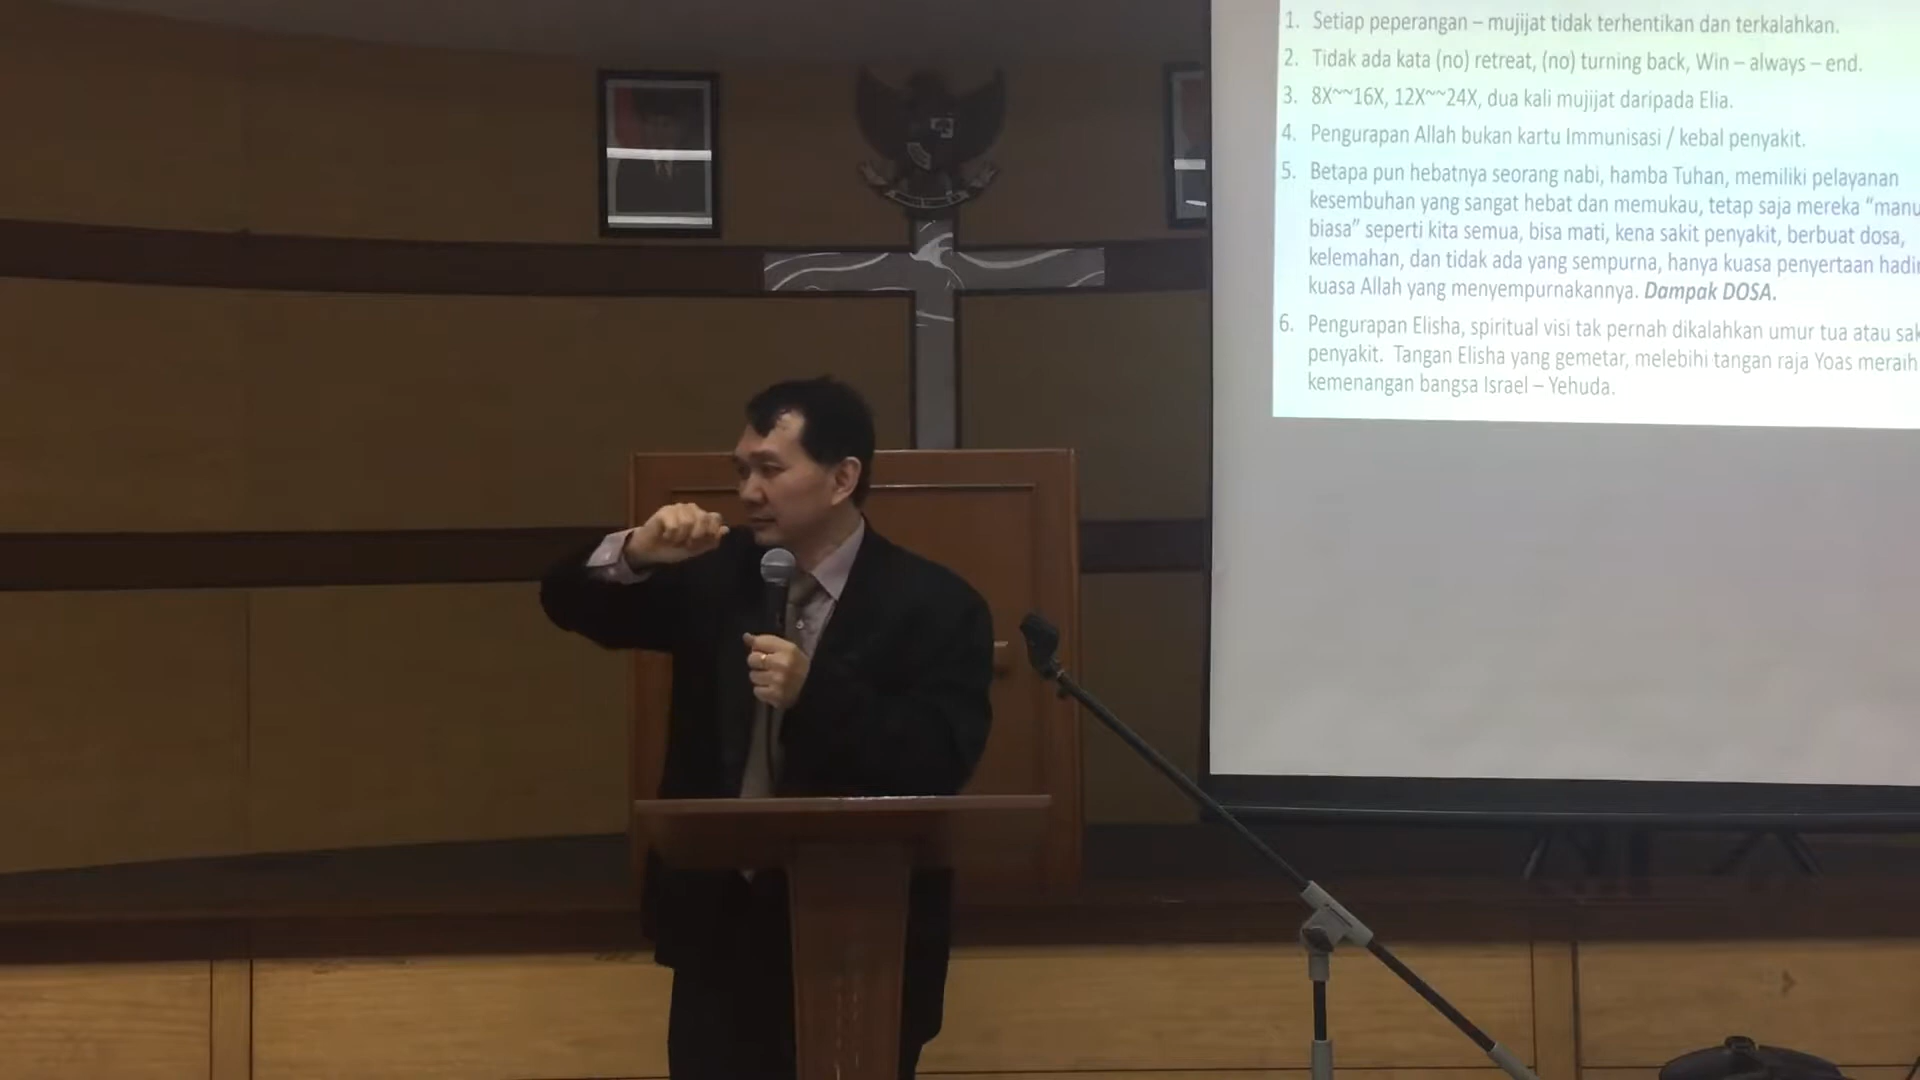 1. Setiap peperangan – mujijat tidak terhentikan dan terkalahkan.
2. Tidak ada kata (no) retreat, (no) turning back, Win – always – end.
3. 8X~~16X, 12X~~24X, dua kali mujijat daripada Elia.
4. Pengurapan Allah bukan kartu Immunisasi / kebal penyakit.
5. Betapa pun hebatnya seorang nabi, hamba Tuhan, memiliki pelayanan
kesembuhan yang sangat hebat dan memukau, tetap saja mereka “manu
biasa” seperti kita semua, bisa mati, kena sakit penyakit, berbuat dosa,
kelemahan, dan tidak ada yang sempurna, hanya kuasa penyertaan hadir
kuasa Allah yang menyempurnakannya. Dampak DOSA.
6. Pengurapan Elisha, spiritual visi tak pernah dikalahkan umur tua atau sak
penyakit. Tangan Elisha yang gemetar, melebihi tangan raja Yoas meraih
kemenangan bangsa Israel – Yehuda.